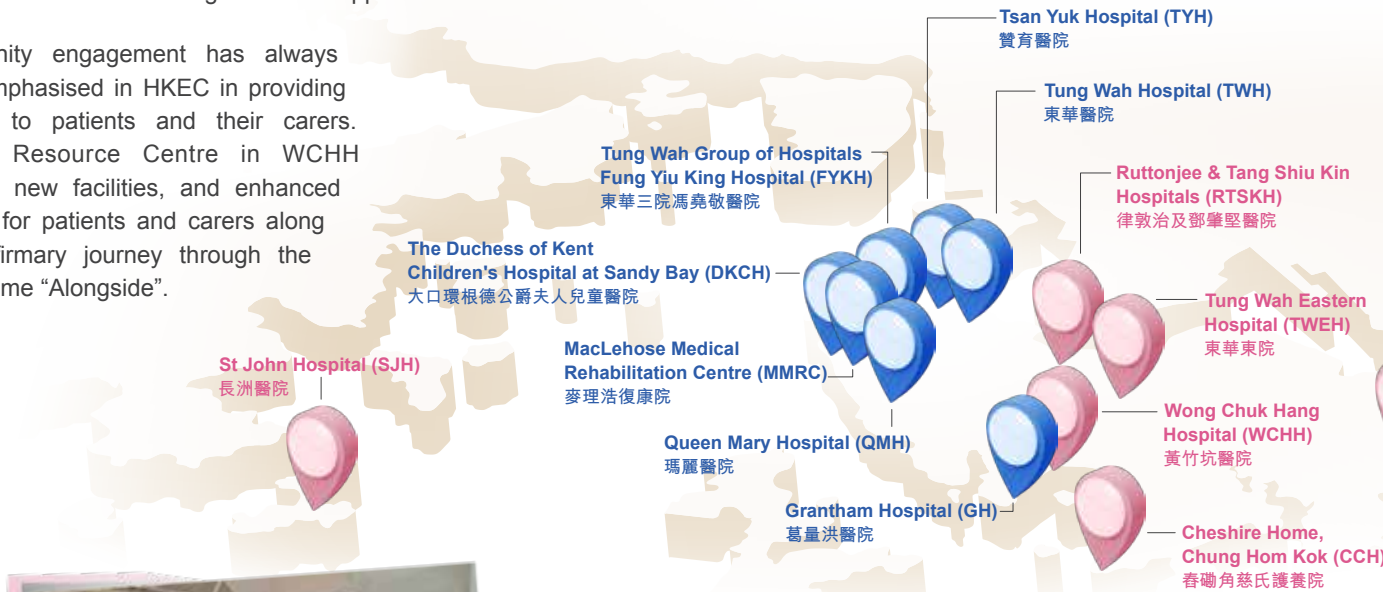 nity engagement has always
mphasised in HKEC in providing
to patients and their carers.
Resource Centre in WCHH
new facilities, and enhanced
for patients and carers along
firmary journey through the
me “Alongside”.
Tsan Yuk Hospital (TYH)
贊育醫院
Tung Wah Hospital (TWH)
東華醫院
Tung Wah Group of Hospitals
Fung Yiu King Hospital (FYKH)
東華三院馮堯敬醫院
Ruttonjee & Tang Shiu Kin
Hospitals (RTSKH)
律敦治及鄧肇堅醫院
The Duchess of Kent
Children's Hospital at Sandy Bay (DKCH)
大口環根德公爵夫人兒童醫院
Tung Wah Eastern
Hospital (TWEH)
東華東院
MacLehose Medical
Rehabilitation Centre (MMRC)
麥理浩復康院
St John Hospital (SJH)
長洲醫院
Wong Chuk Hang
Hospital (WCHH)
黃竹坑醫院
Queen Mary Hospital (QMH)
瑪麗醫院
Grantham Hospital (GH)
葛量洪醫院
Cheshire Home,
Chung Hom Kok (CCH)
舂磡角慈氏護養院